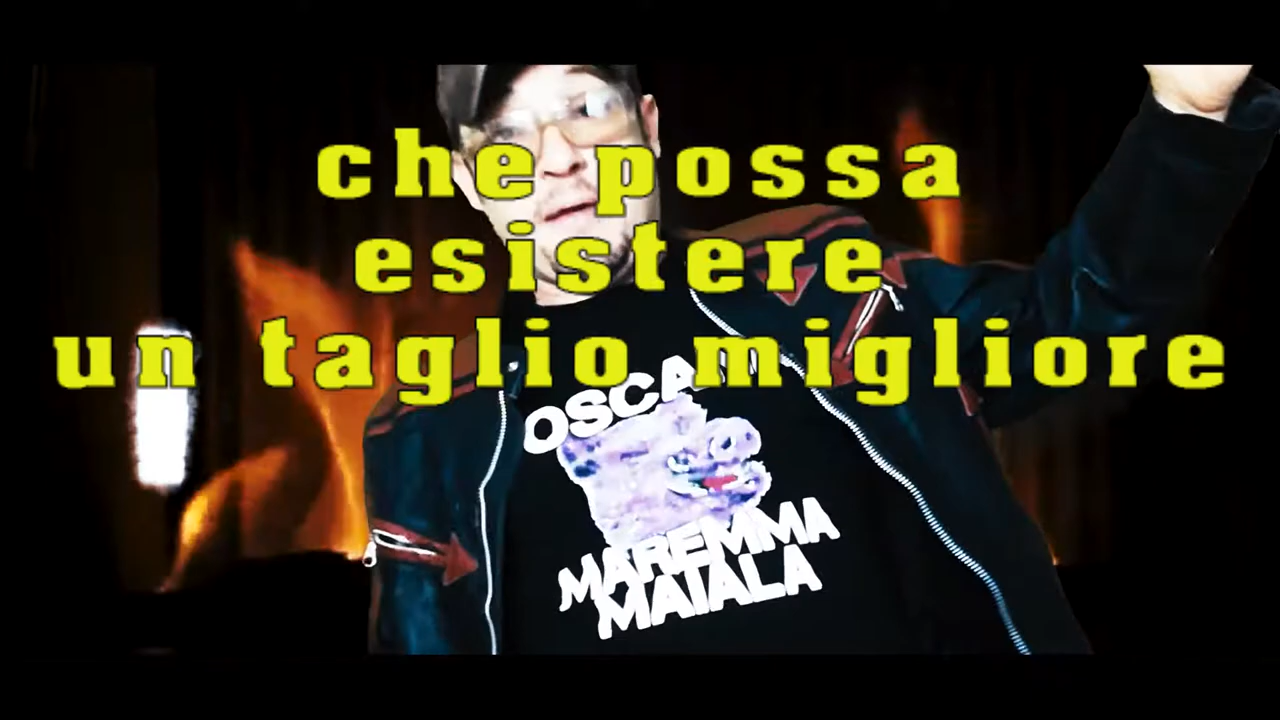 che possa
esistere
un taglio migliore
MAREMMA
MAIALA